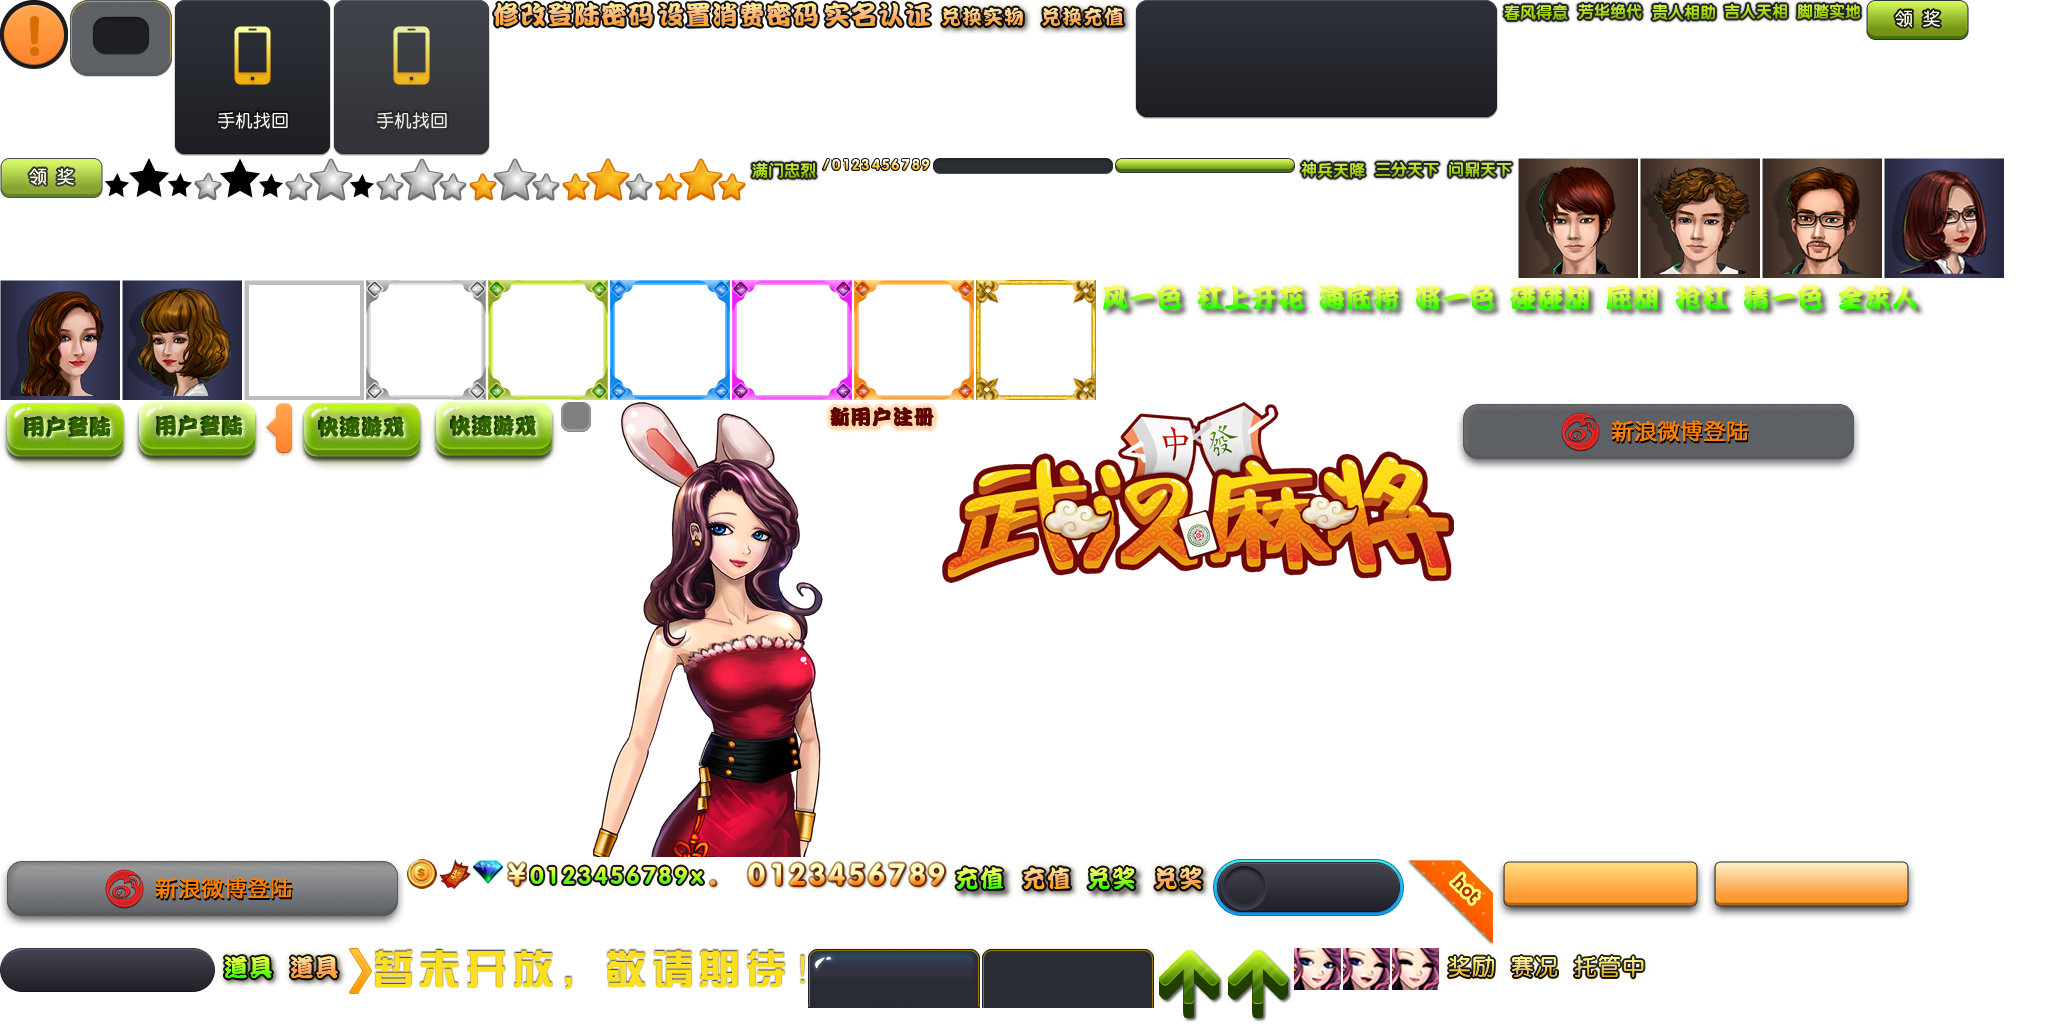 手机找回
手机找回
修改登陆密码
设置消费密码
实名认证
兑换实物
兑换充值
春风得意
芳华绝代
贵人相助
吉人天相
脚踏实地
领奖
领奖
满门忠烈
/0123456789
神兵天降
三分天下
问鼎天下
风一色
杠上开花
海底捞
将一色
碰碰胡
屁胡
抢杠
清一色
全求人
用户登陆
用户登陆
快速游戏
快速游戏
新用户注册
中
發
武汉麻将
新浪微博登陆
新浪微博登陆
¥0123456789x.
0123456789
充值
充值
兑奖
兑奖
hot
道具
道具
暂未开放，敬请期待！
奖励
赛况
托管中